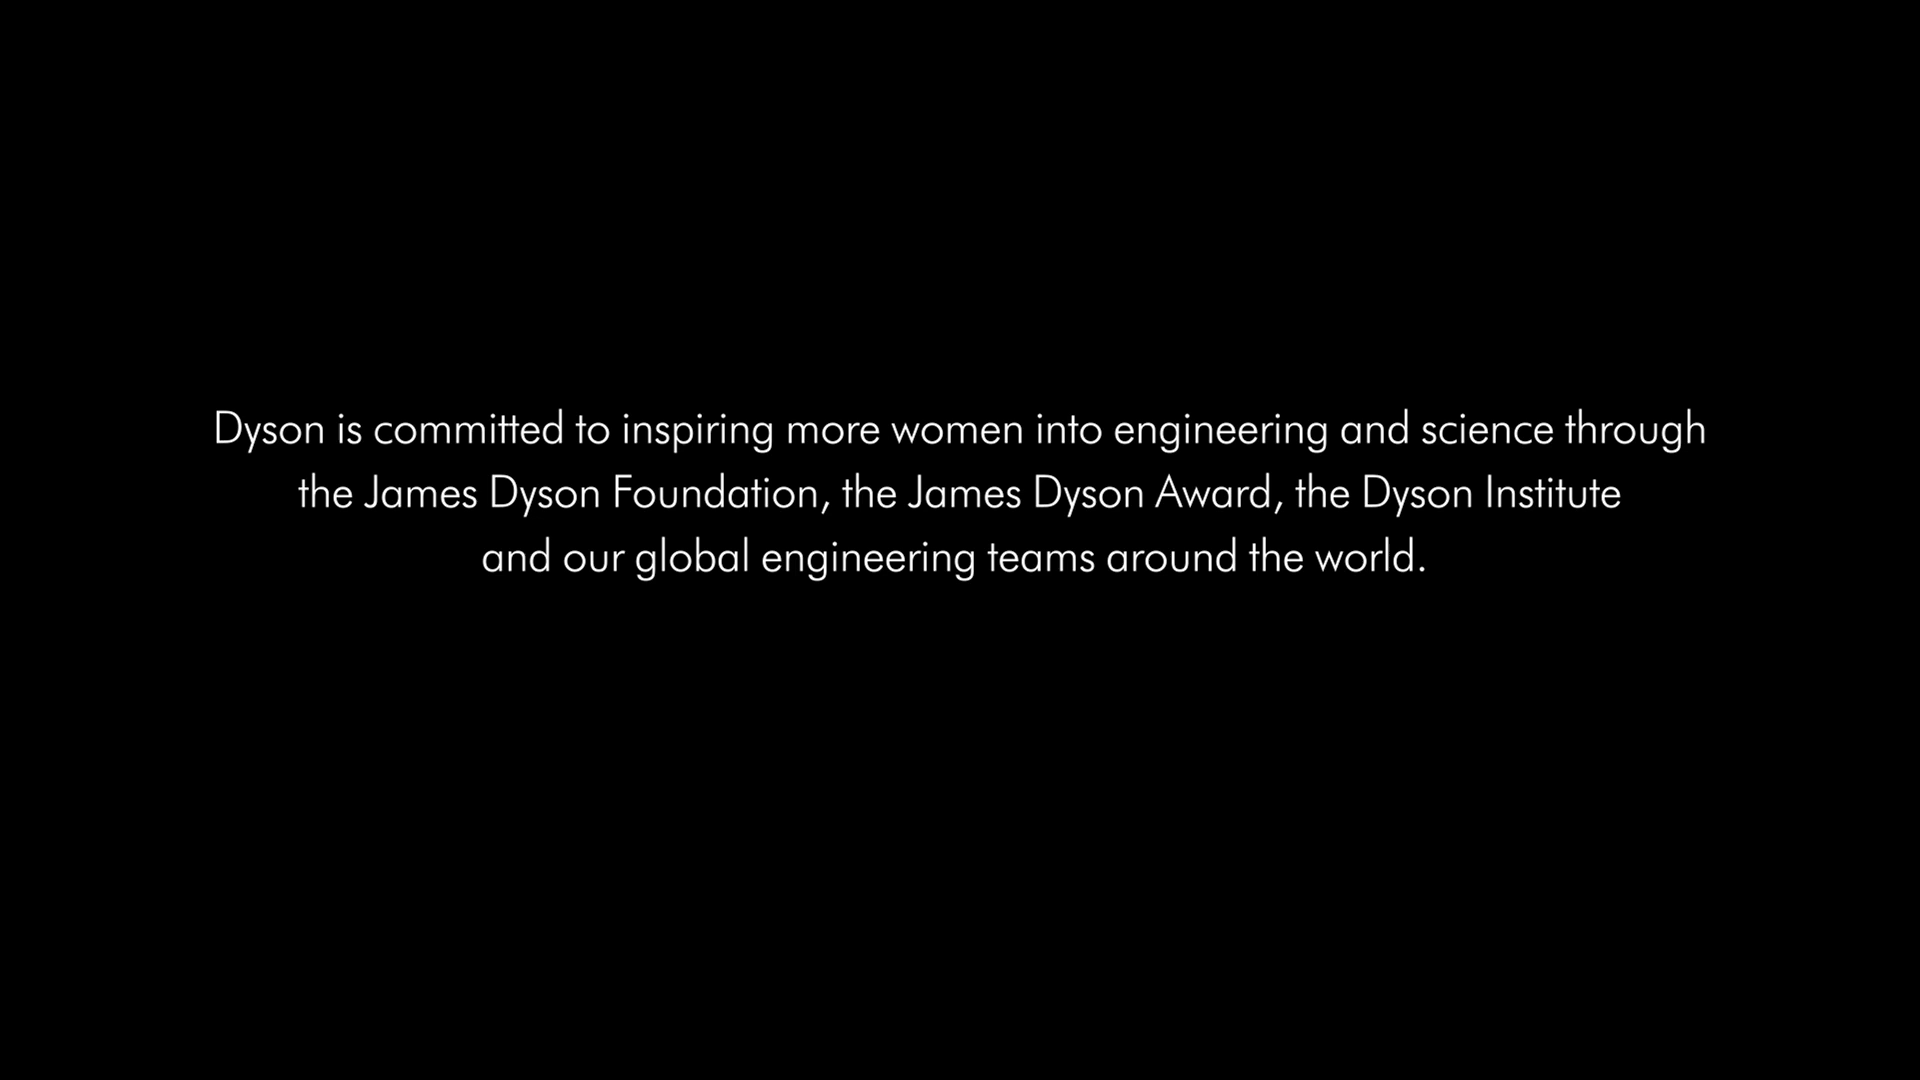 Dyson is committed to inspiring more women into engineering and science through
the James Dyson Foundation, the James Dyson Award, the Dyson Institute
and our global engineering teams around the world.